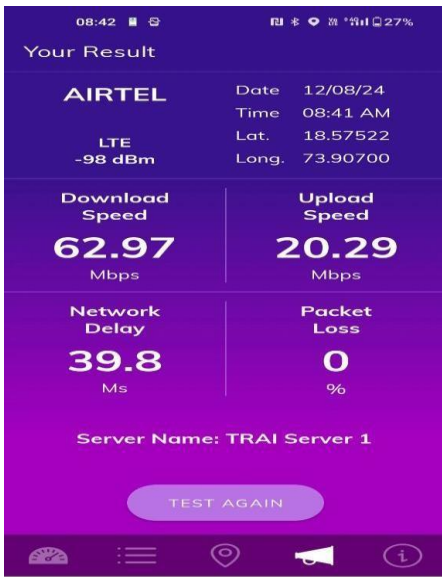 08:42 27%
Your Result
AIRTEL
LTE
-98 dBm
Date 12/08/24
Time 08:41 AM
Lat. 18.57522
Long. 73.90700
Download
Speed
62.97
Mbps
Upload
Speed
20.29
Mbps
Network
Delay
39.8
Ms
Packet
Loss
0
%
Server Name: TRAI Server 1
TEST AGAIN